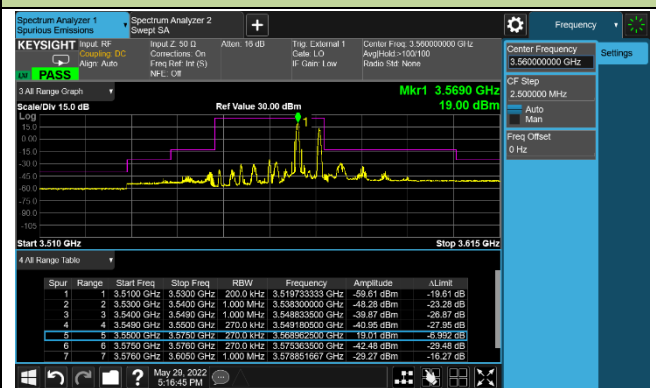 Spectrum Analyzer 1
Spurious Emissions
Spectrum Analyzer 2
Swept SA
Frequency
KEYSIGHT
Input: RF
Coupling: DC
Align: Auto
Input Z: 50 Ω
Corrections: On
Freq Ref: Int (S)
NFE: Off
Atten: 16 dB
Trig: External 1
Gate: LO
IF Gain: Low
Center Freq: 3.560000000 GHz
Avg|Hold:>100/100
Radio Std: None
LXI PASS
Center Frequency
3.560000000 GHz
Settings
CF Step
2.500000 MHz
Auto
Man
Freq Offset
0 Hz
3 All Range Graph
Mkr1 3.5690 GHz
19.00 dBm
Scale/Div 15.0 dB
Ref Value 30.00 dBm
Log
15.0
0.00
-15.0
-30.0
-45.0
-60.0
-75.0
-90.0
-105
1
Start 3.510 GHz
Stop 3.615 GHz
4 All Range Table
Spur Range Start Freq Stop Freq RBW Frequency Amplitude ΔLimit
1 1 3.5100 GHz 3.5300 GHz 200.0 kHz 3.519733333 GHz -59.61 dBm -19.61 dB
2 2 3.5300 GHz 3.5400 GHz 1.000 MHz 3.538300000 GHz -48.28 dBm -23.28 dB
3 3 3.5400 GHz 3.5490 GHz 1.000 MHz 3.548833500 GHz -39.87 dBm -26.87 dB
4 4 3.5490 GHz 3.5500 GHz 270.0 kHz 3.549180500 GHz -40.95 dBm -27.95 dB
5 5 3.5500 GHz 3.5750 GHz 270.0 kHz 3.568962500 GHz 19.01 dBm -6.992 dB
6 6 3.5750 GHz 3.5760 GHz 270.0 kHz 3.575363500 GHz -42.48 dBm -29.48 dB
7 7 3.5760 GHz 3.6050 GHz 1.000 MHz 3.578851667 GHz -29.27 dBm -16.27 dB
May 29, 2022
5:16:45 PM